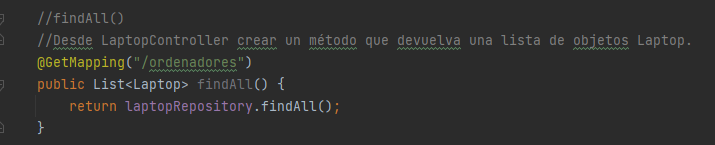 //findAll()
//Desde LaptopController crear un método que devuelva una lista de objetos Laptop.
@GetMapping("/ordenadores")
public List<Laptop> findAll() {
return laptopRepository.findAll();
}